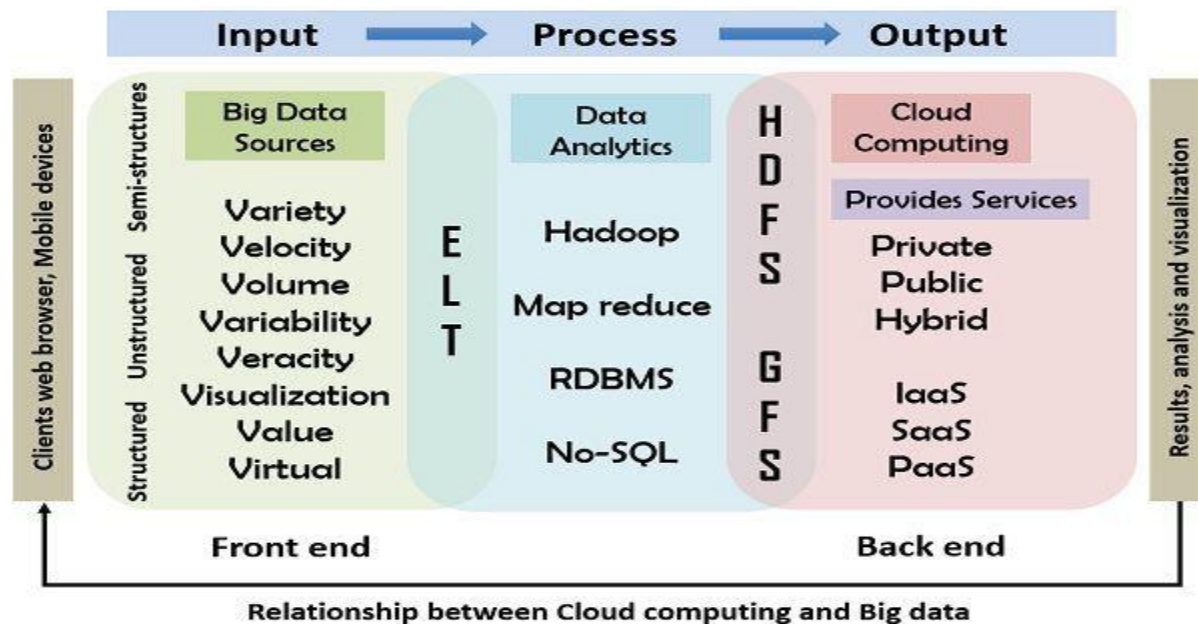 Input
Process
Output
Clients web browser, Mobile devices
Semi-structures
Unstructured
Structured
Big Data
Sources
Variety
Velocity
Volume
Variability
Veracity
Visualization
Value
Virtual
E
L
T
Data
Analytics
Hadoop
Map reduce
RDBMS
No-SQL
H
D
F
S
G
F
S
Cloud
Computing
Provides Services
Private
Public
Hybrid
IaaS
SaaS
PaaS
Results, analysis and visualization
Front end
Back end
Relationship between Cloud computing and Big data